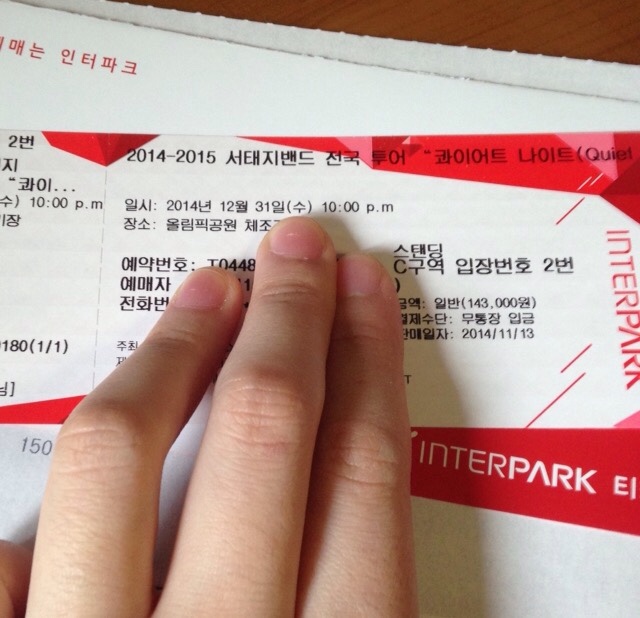 매는 인터파크
2번
지
"콰이...
수) 10:00 p.m
기장
0180(1/1)
님]
150
2014-2015 서태지밴드 전국 투어 "콰이어트 나이트(Quiet
일시: 2014년 12월 31일(수) 10:00 p.m
장소: 올림픽공원 체조
예약번호: T0448
예매자
전화번
주최
스탠딩
C구역 입장번호 2번
금액: 일반(143,000원)
결제수단: 무통장 입금
판매일자: 2014/11/13
INTERPARK
INTERPARK 티